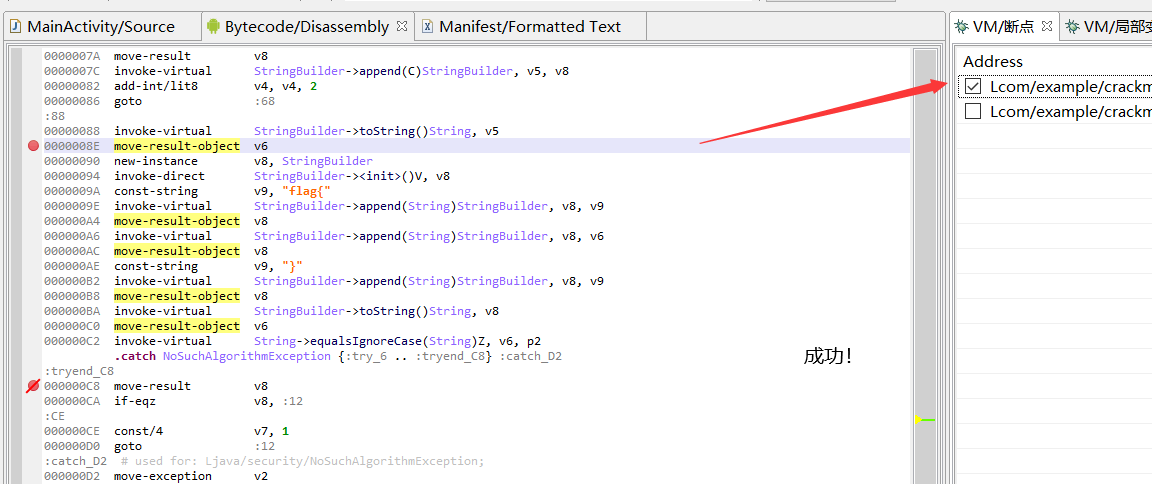 MainActivity/Source Bytecode/Disassembly Manifest/Formatted Text VM/断点 VM/局部
Address
Lcom/example/crackm
Lcom/example/crackm
0000007A move-result v8
0000007C invoke-virtual StringBuilder->append(C)StringBuilder, v5, v8
00000082 add-int/lit8 v4, v4, 2
00000086 goto :68
:88
00000088 invoke-virtual StringBuilder->toString()String, v5
0000008E move-result-object v6
00000090 new-instance v8, StringBuilder
00000094 invoke-direct StringBuilder-><init>()V, v8
0000009A const-string v9, "flag{"
0000009E invoke-virtual StringBuilder->append(String)StringBuilder, v8, v9
000000A4 move-result-object v8
000000A6 invoke-virtual StringBuilder->append(String)StringBuilder, v8, v6
000000AC move-result-object v8
000000AE const-string v9, "}"
000000B2 invoke-virtual StringBuilder->append(String)StringBuilder, v8, v9
000000B8 move-result-object v8
000000BA invoke-virtual StringBuilder->toString()String, v8
000000C0 move-result-object v6
000000C2 invoke-virtual String->equalsIgnoreCase(String)Z, v6, p2
.catch NoSuchAlgorithmException {:try_6 .. :tryend_C8} :catch_D2
成功！
:tryend_C8
000000C8 move-result v8
000000CA if-eqz v8, :12
:CE
000000CE const/4 v7, 1
000000D0 goto :12
:catch_D2 # used for: Ljava/security/NoSuchAlgorithmException;
000000D2 move-exception v2